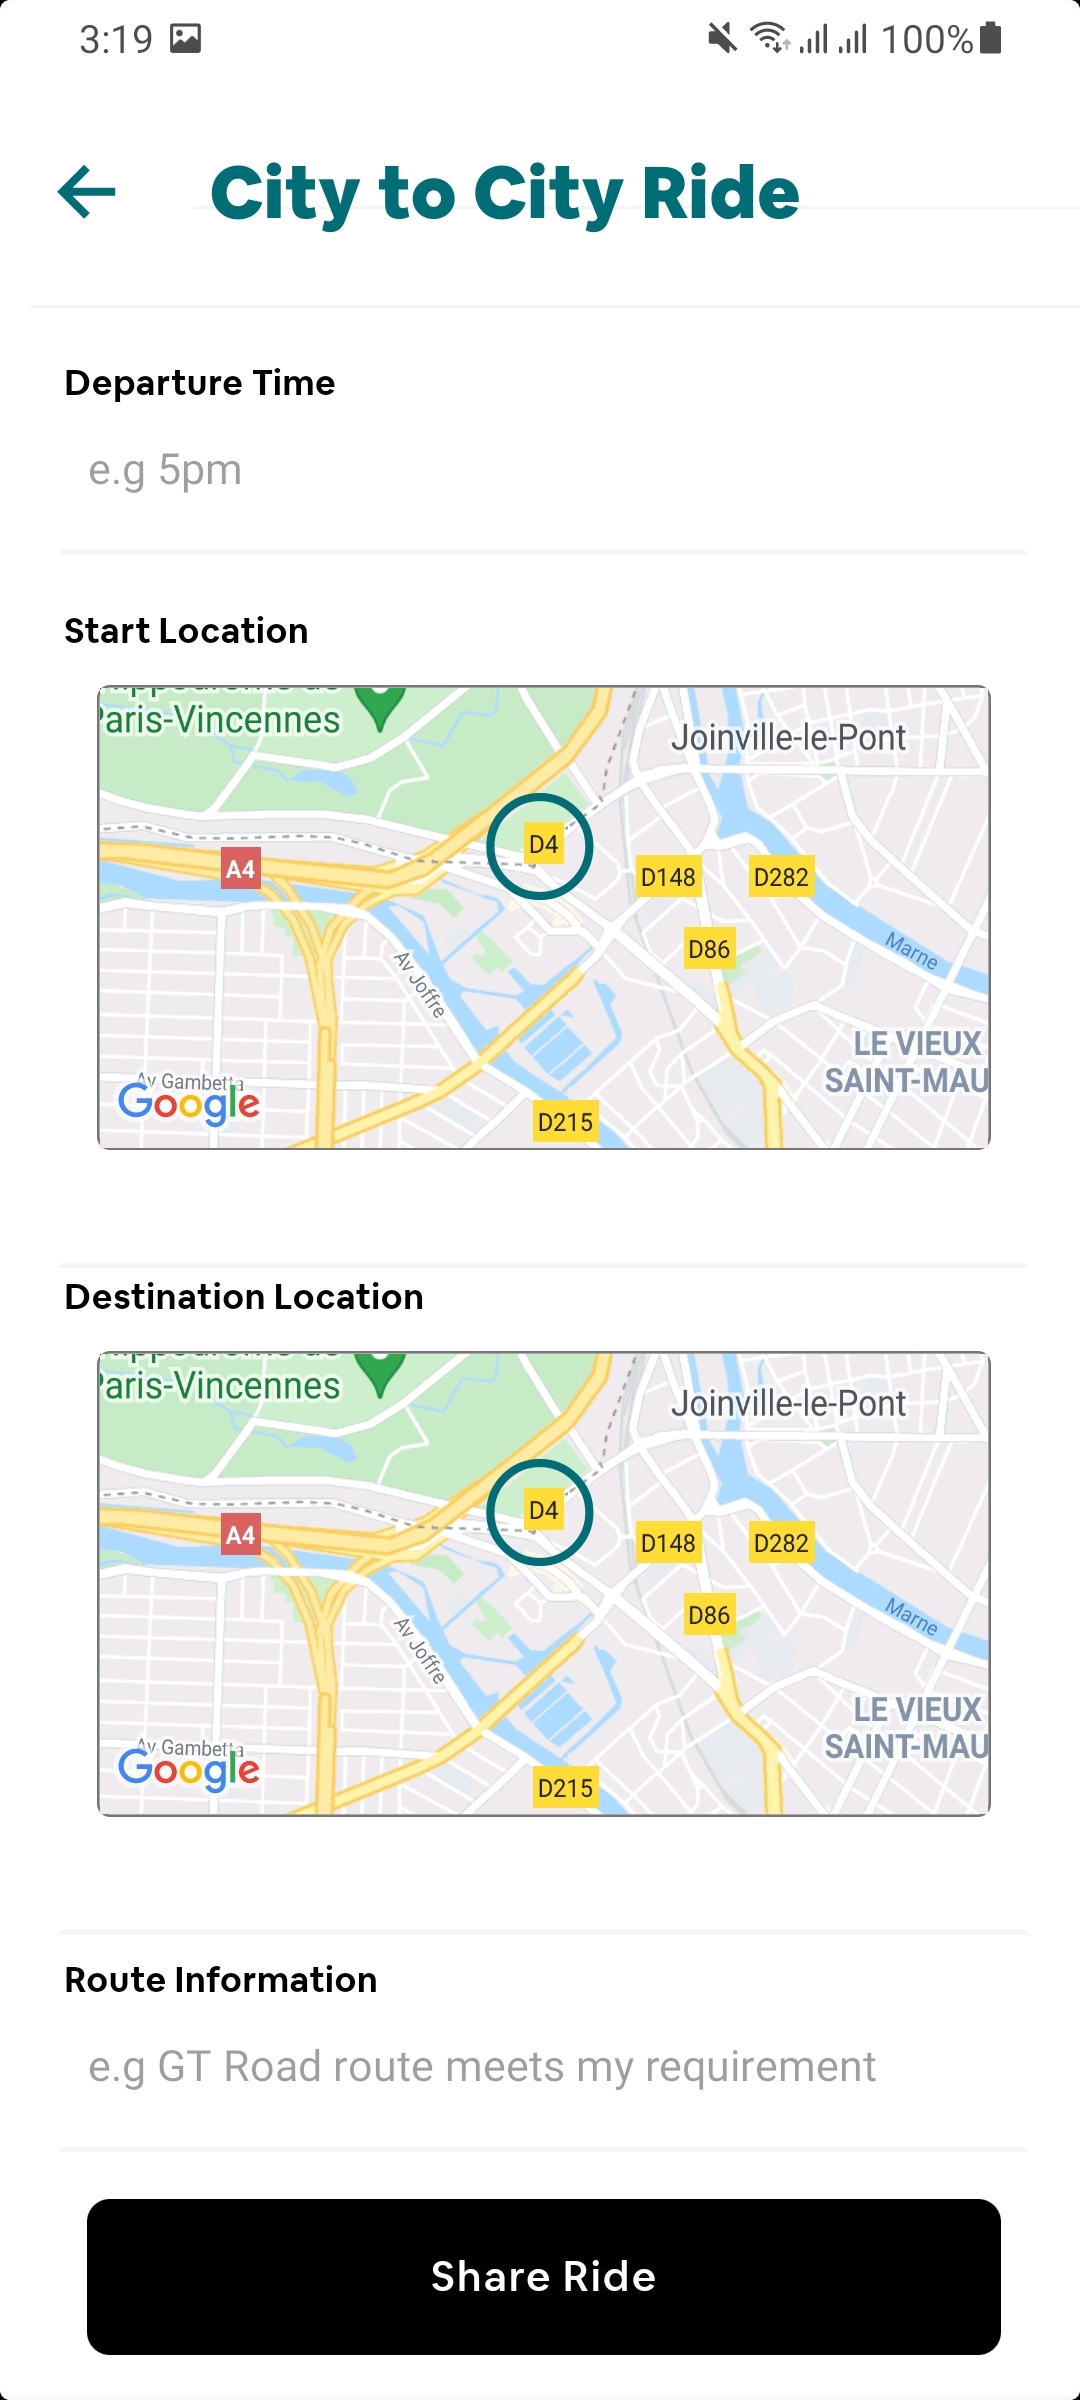 3:19
100%
City to City Ride
Departure Time
e.g 5pm
Start Location
aris-Vincennes
Joinville-le-Pont
D4
A4
D148
D282
D86
Marne
Av Joffre
LE VIEUX
SAINT-MAU
Av Gambetta
Google
D215
Destination Location
aris-Vincennes
Joinville-le-Pont
D4
A4
D148
D282
D86
Marne
Av Joffre
LE VIEUX
SAINT-MAU
Av Gambetta
Google
D215
Route Information
e.g GT Road route meets my requirement
Share Ride